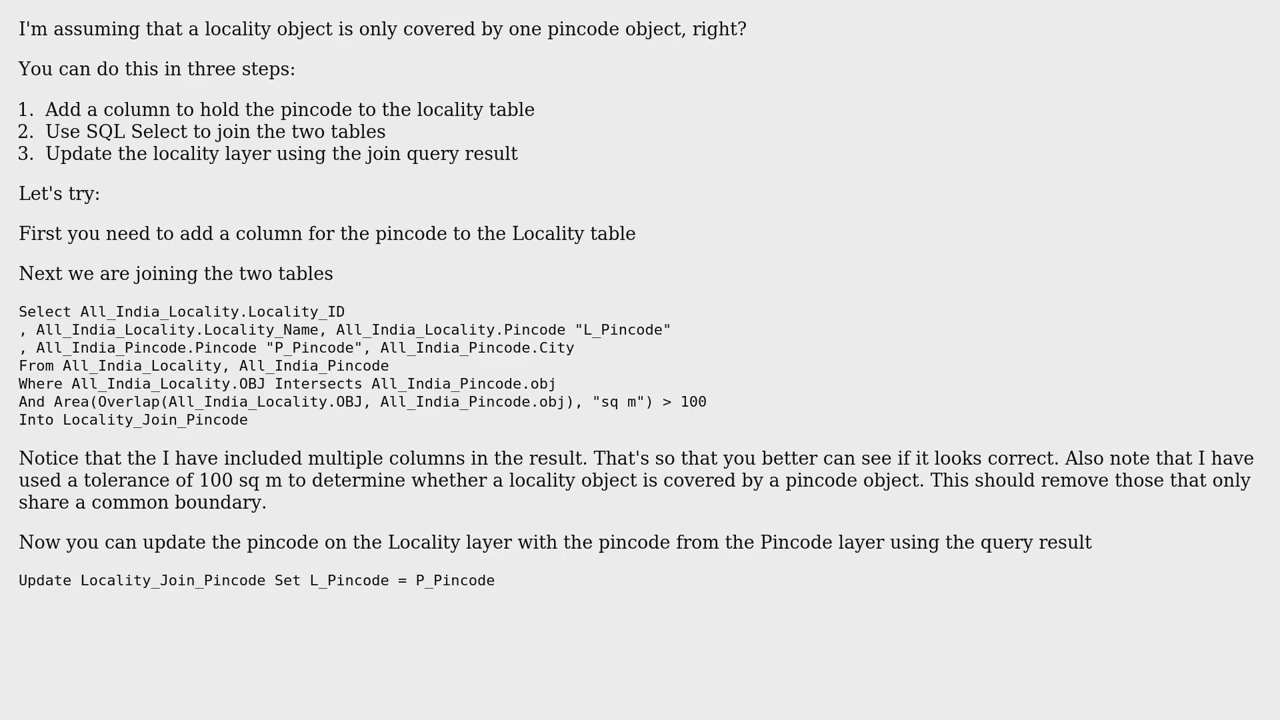 I'm assuming that a locality object is only covered by one pincode object, right?
You can do this in three steps:
1. Add a column to hold the pincode to the locality table
2. Use SQL Select to join the two tables
3. Update the locality layer using the join query result
Let's try:
First you need to add a column for the pincode to the Locality table
Next we are joining the two tables
Select All_India_Locality.Locality_ID
, All_India_Locality.Locality_Name, All_India_Locality.Pincode "L_Pincode"
, All_India_Pincode.Pincode "P_Pincode", All_India_Pincode.City
From All_India_Locality, All_India_Pincode
Where All_India_Locality.OBJ Intersects All_India_Pincode.obj
And Area(Overlap(All_India_Locality.OBJ, All_India_Pincode.obj), "sq m") > 100
Into Locality_Join_Pincode
Notice that the I have included multiple columns in the result. That's so that you better can see if it looks correct. Also note that I have
used a tolerance of 100 sq m to determine whether a locality object is covered by a pincode object. This should remove those that only
share a common boundary.
Now you can update the pincode on the Locality layer with the pincode from the Pincode layer using the query result
Update Locality_Join_Pincode Set L_Pincode = P_Pincode